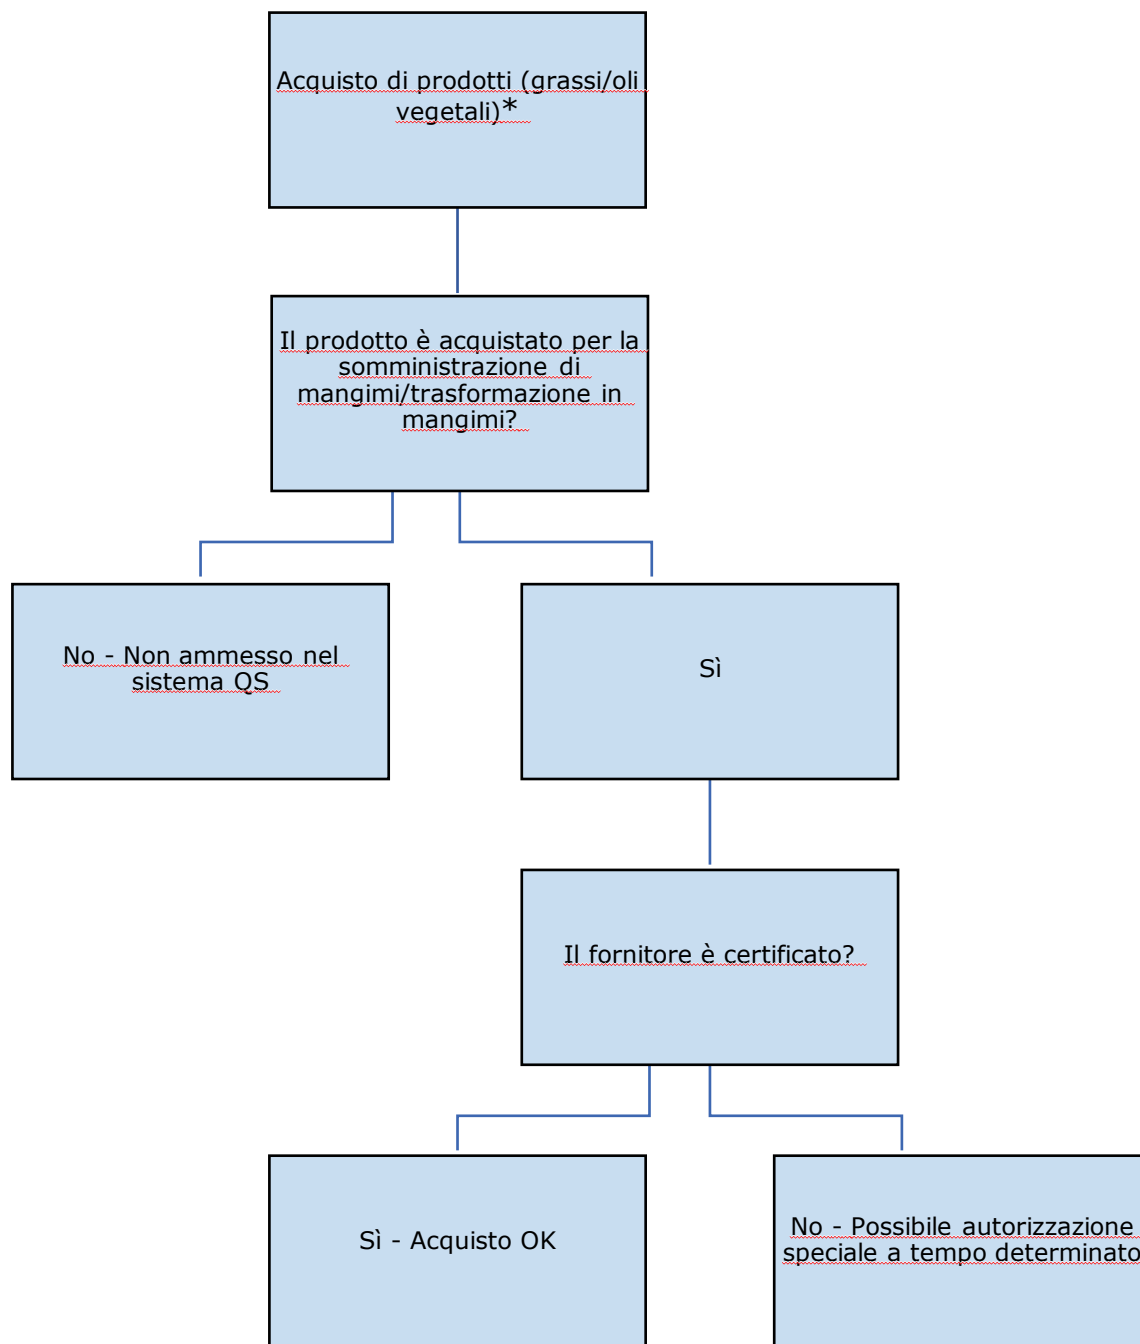 Acquisto di prodotti (grassi/oli
vegetali)*
Il prodotto è acquistato per la
somministrazione di
mangimi/trasformazione in
mangimi?
No - Non ammesso nel
sistema QS
Sì
Il fornitore è certificato?
Sì - Acquisto OK
No - Possibile autorizzazione
speciale a tempo determinato